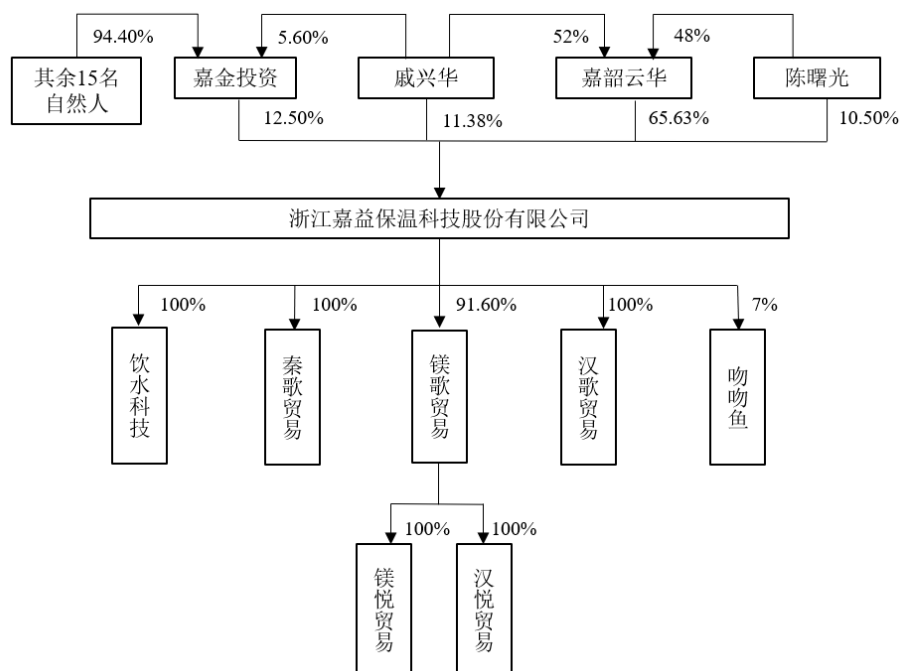 94.40%
5.60%
52%
48%
其余15名
自然人
嘉金投资
戚兴华
嘉韶云华
陈曙光
12.50%
11.38%
65.63%
10.50%
浙江嘉益保温科技股份有限公司
100%
100%
91.60%
100%
7%
饮水科技
秦歌贸易
镁歌贸易
汉歌贸易
吻吻鱼
100%
100%
镁悦贸易
汉悦贸易